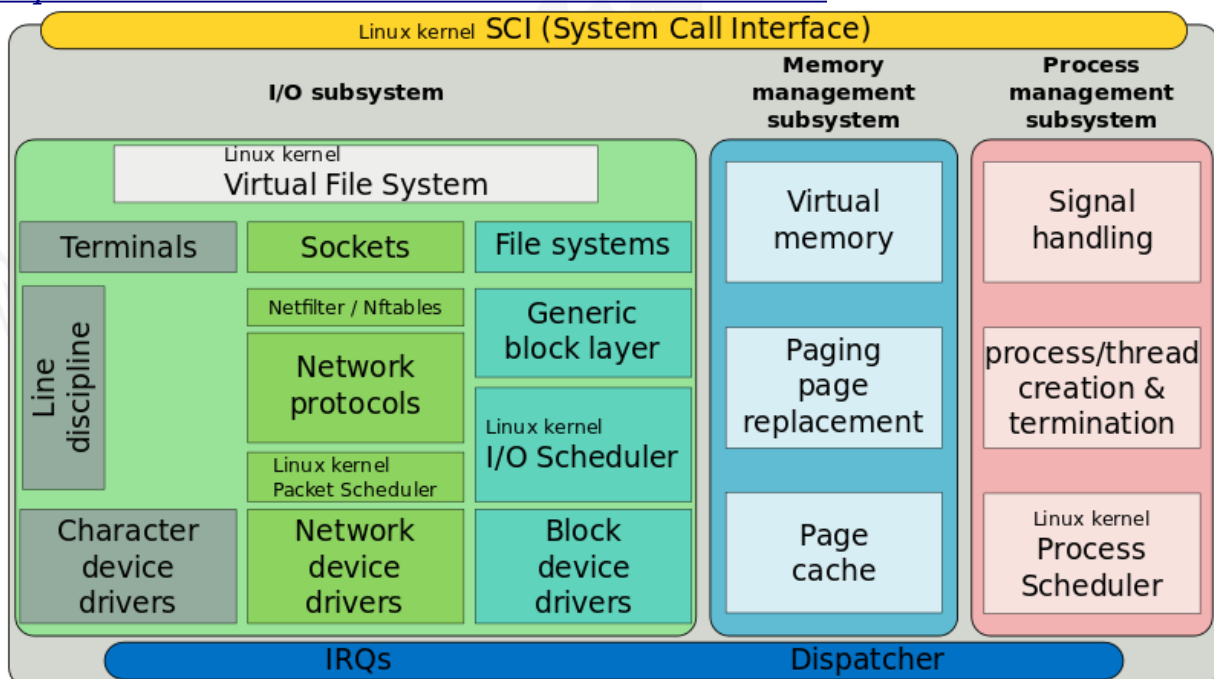 Linux kernel SCI (System Call Interface)
I/O subsystem
Memory
management
subsystem
Process
management
subsystem
Linux kernel
Virtual File System
Terminals
Sockets
File systems
Line
discipline
Netfilter / Nftables
Network
protocols
Linux kernel
Packet Scheduler
Generic
block layer
Linux kernel
I/O Scheduler
Character
device
drivers
Network
device
drivers
Block
device
drivers
Virtual
memory
Paging
page
replacement
Page
cache
Signal
handling
process/thread
creation &
termination
Linux kernel
Process
Scheduler
IRQs
Dispatcher